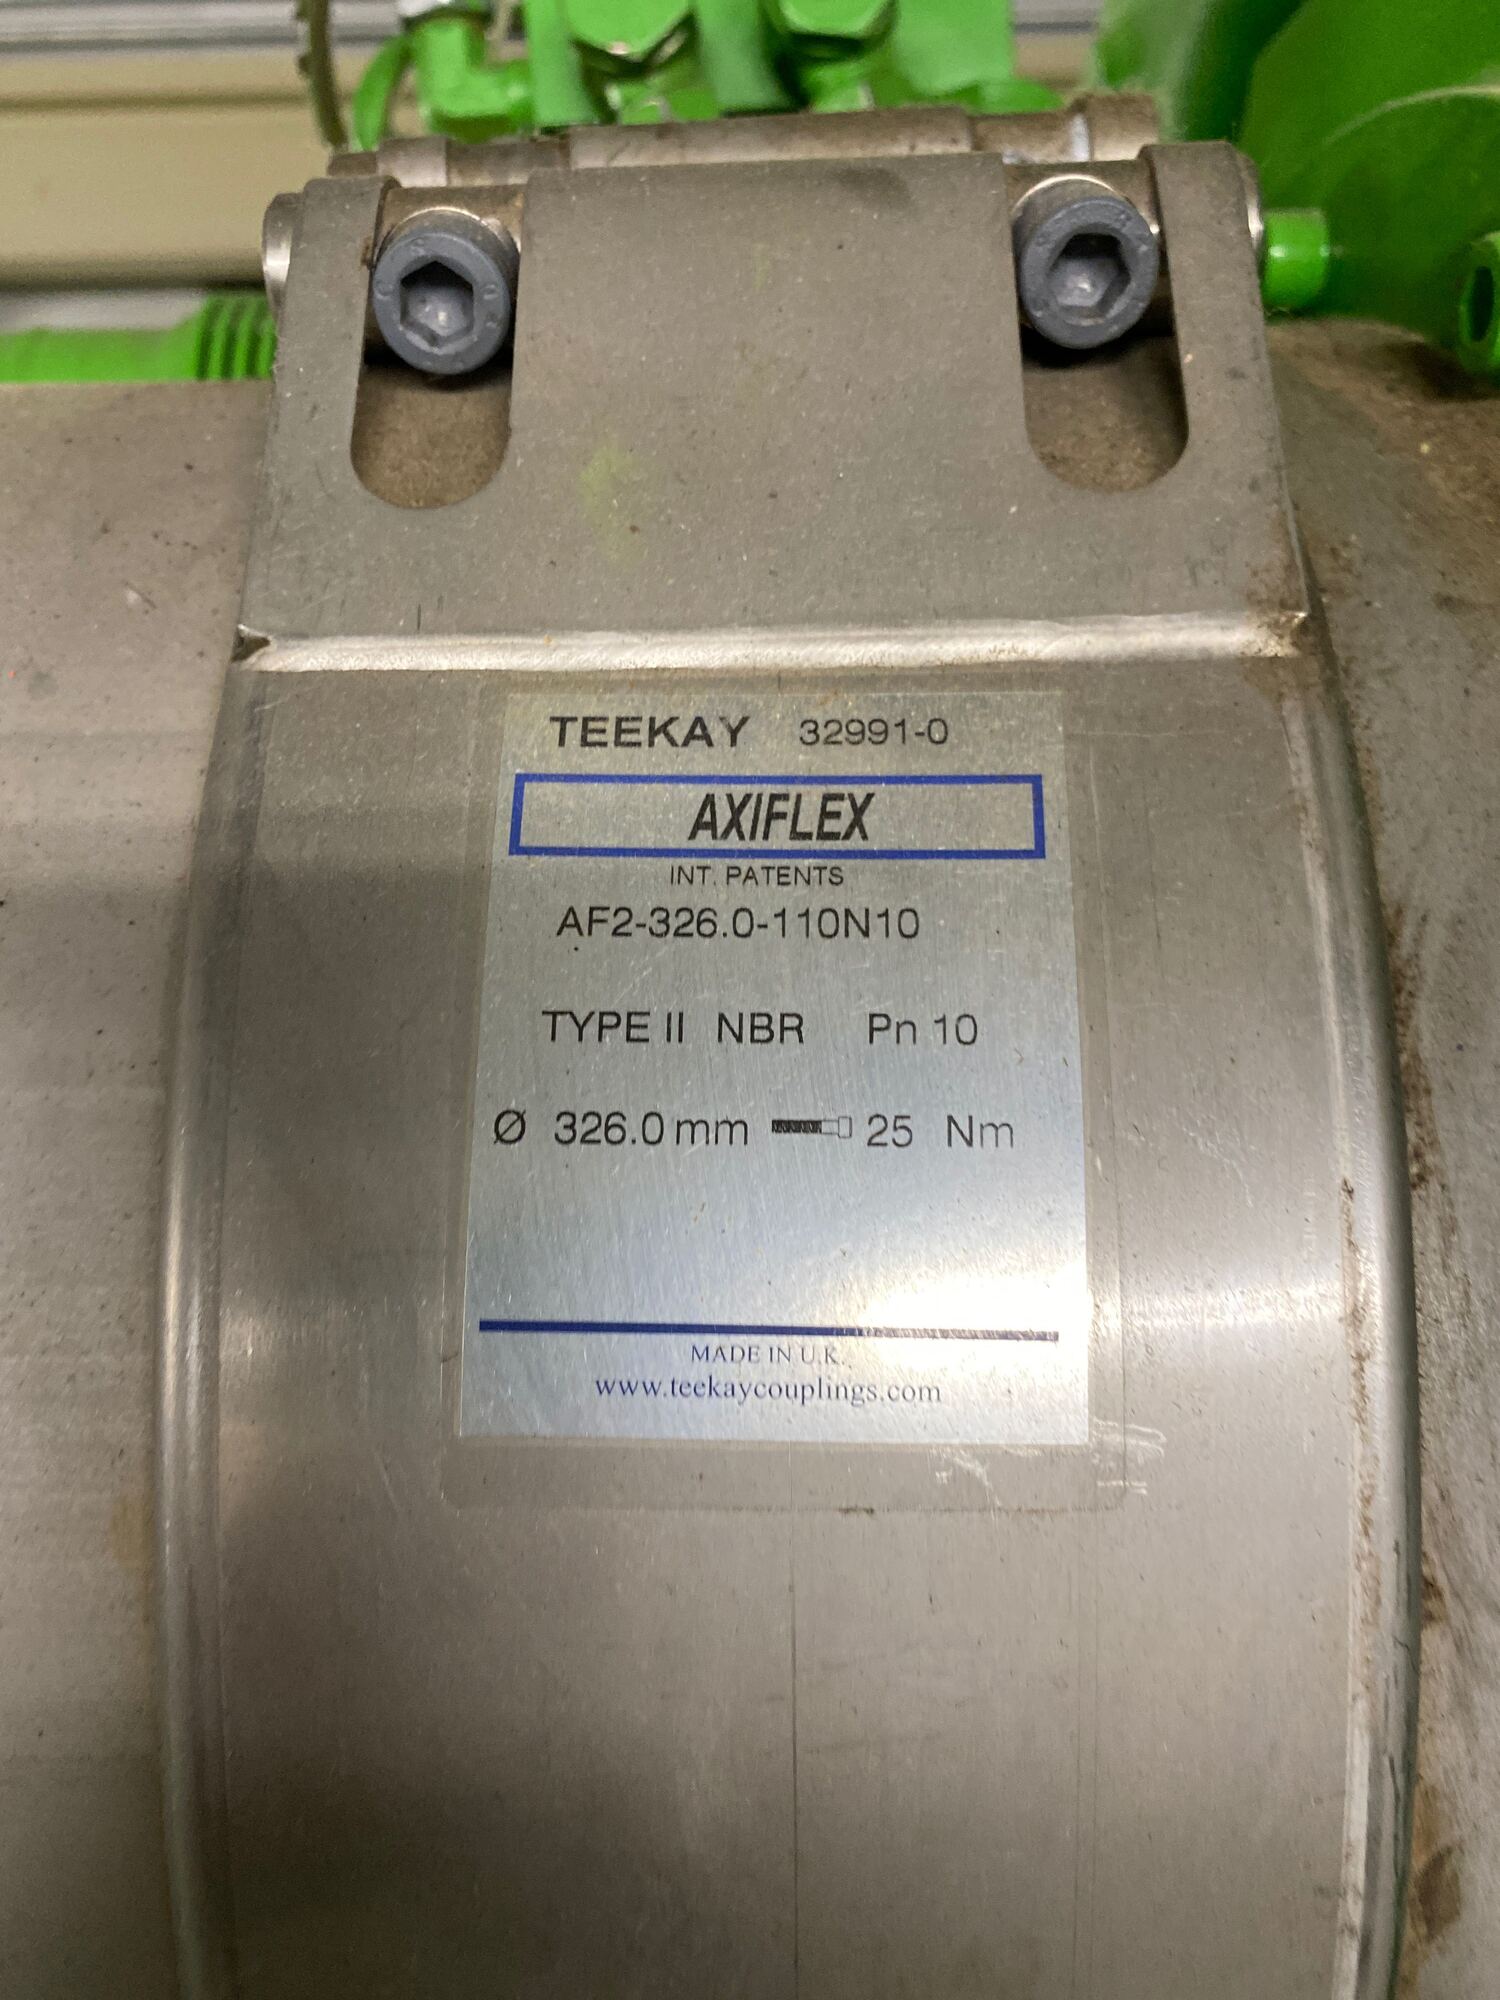 TEEKAY 32991-0
AXIFLEX
INT. PATENTS
AF2-326.0-110N10
TYPE II NBR Pn 10
Ø 326.0 mm 25 Nm
MADE IN U.K.
www.teekaycouplings.com